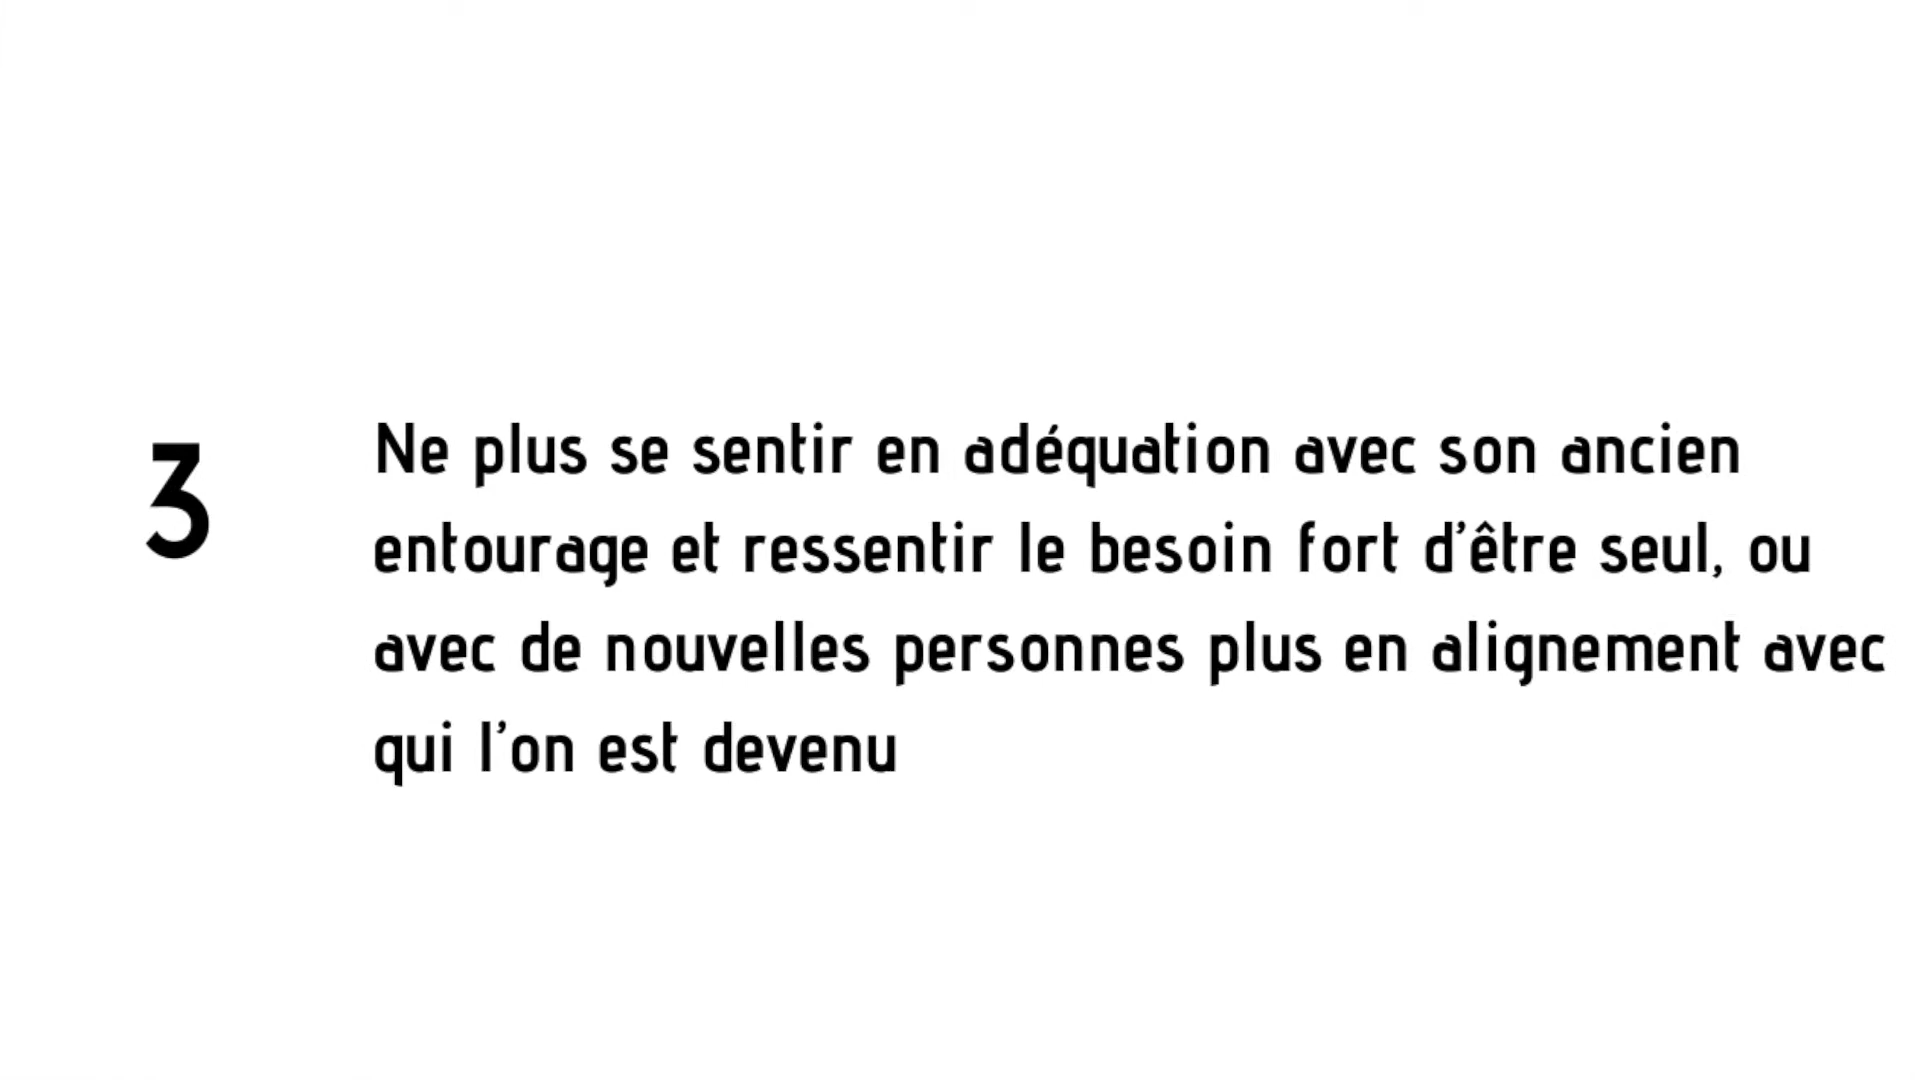 3
Ne plus se sentir en adéquation avec son ancien
entourage et ressentir le besoin fort d’être seul, ou
avec de nouvelles personnes plus en alignement avec
qui l’on est devenu